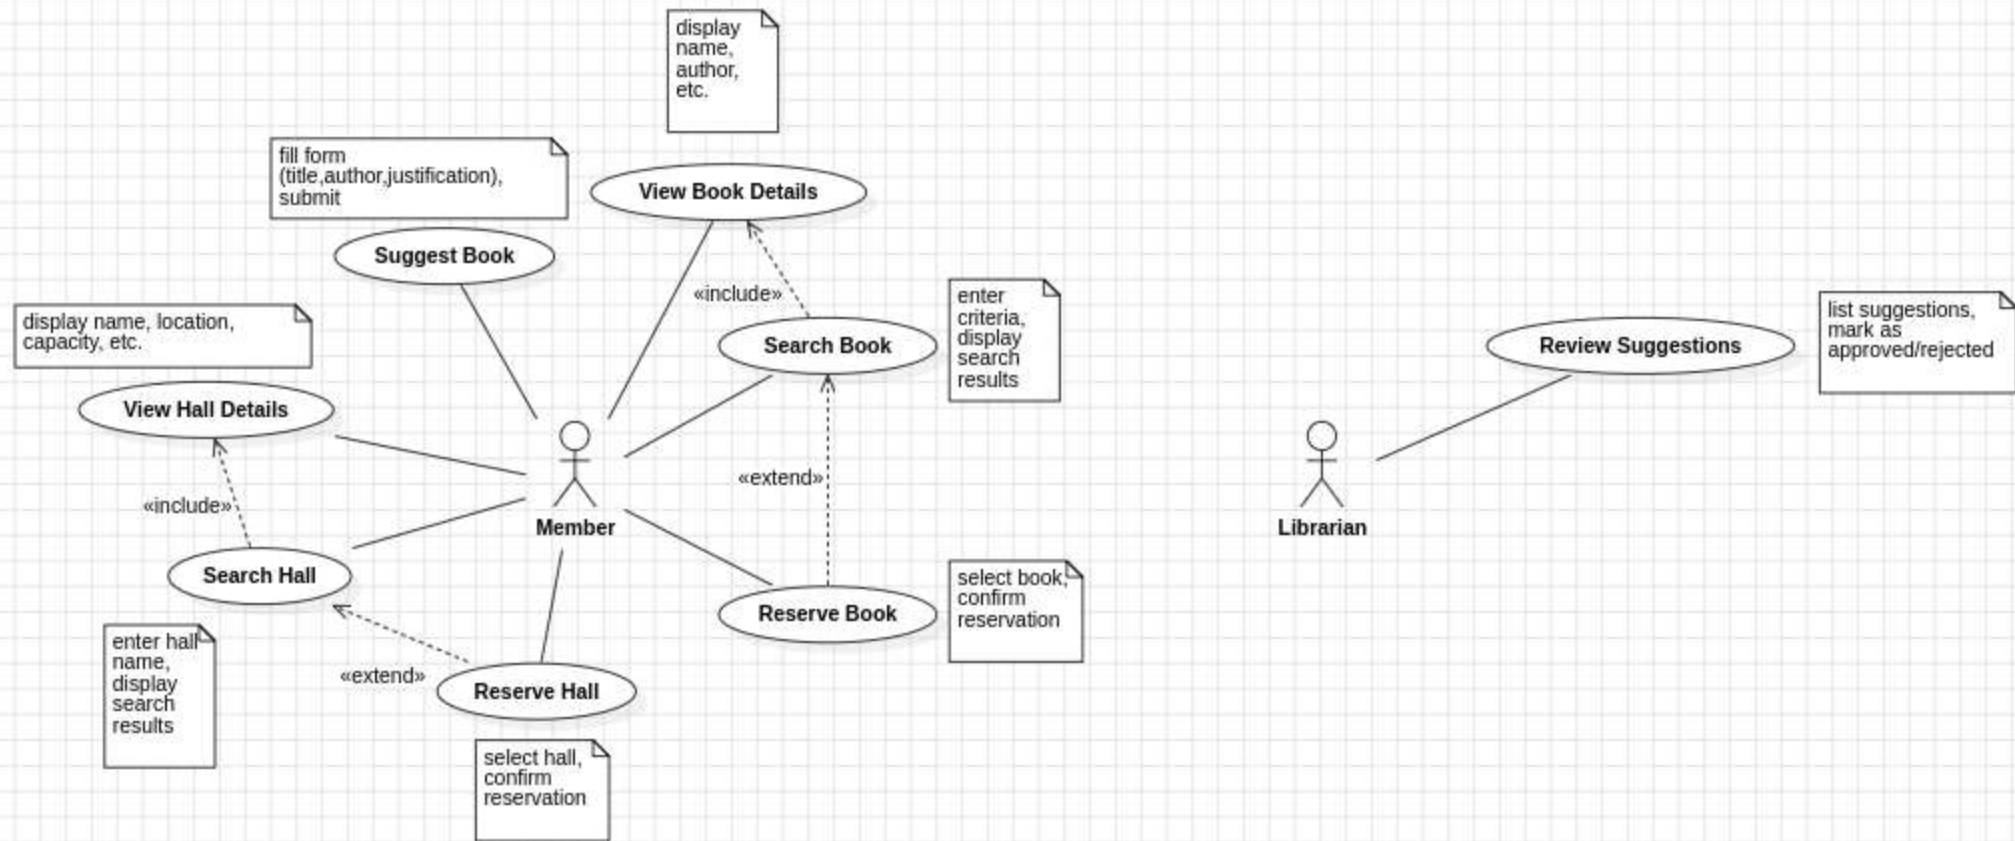 display
name,
author,
etc.
fill form
(title,author,justification),
submit
View Book Details
Suggest Book
«include»
enter
criteria,
display
search
results
list suggestions,
mark as
approved/rejected
display name, location,
capacity, etc.
Search Book
Review Suggestions
View Hall Details
«extend»
«include»
Member
Librarian
Search Hall
select book,
confirm
reservation
Reserve Book
enter hall
name,
display
search
results
«extend»
Reserve Hall
select hall,
confirm
reservation